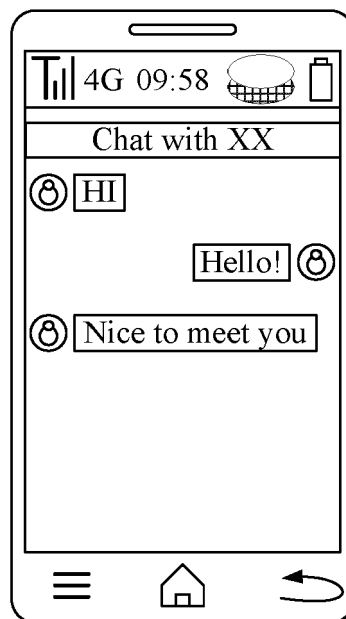 4G 09:58
Chat with XX
HI
Hello!
Nice to meet you